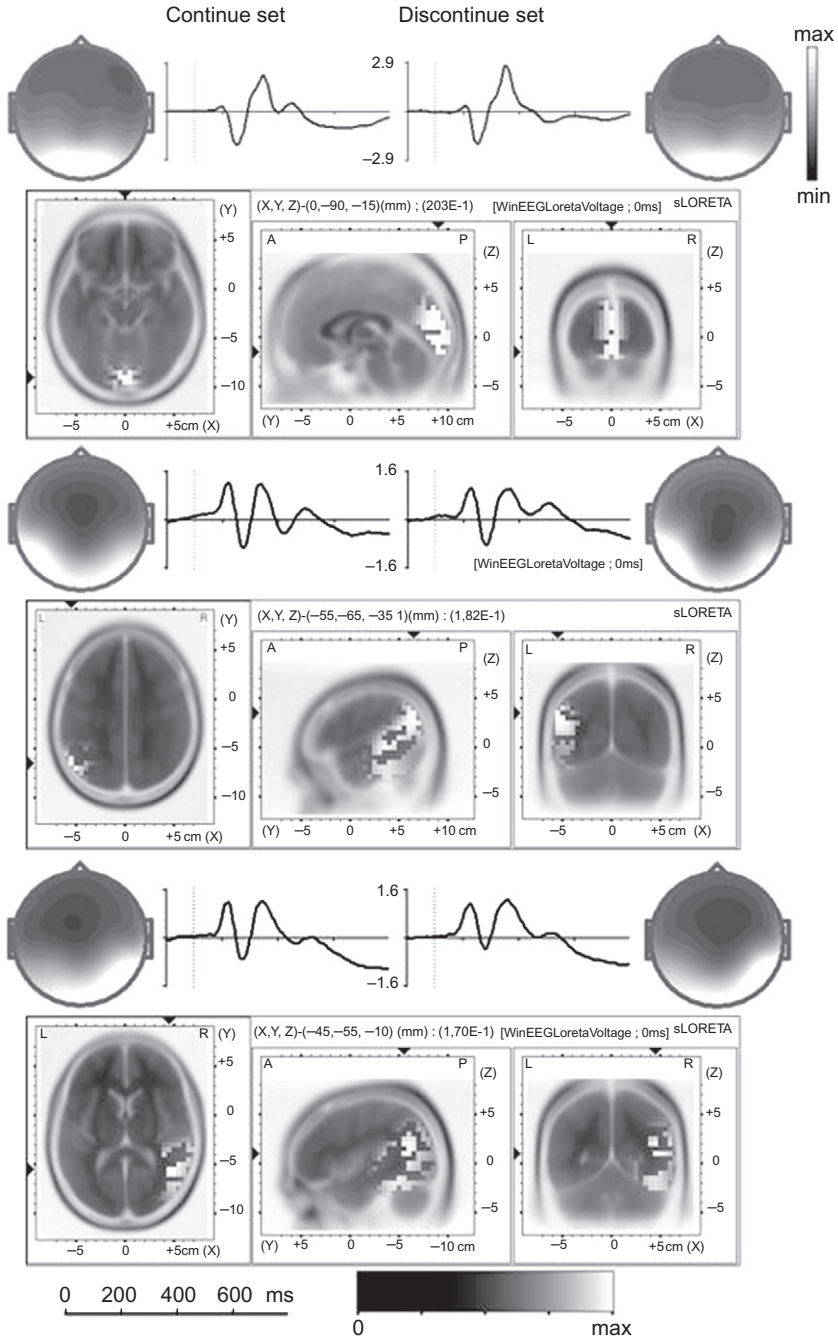 Continue set Discontinue set
max
2.9
−2.9
min
(X,Y, Z)-(0,−90, −15)(mm) ; (203E-1) [WinEEGLoretaVoltage ; 0ms] sLORETA
(Y) A P (Z) L R (Z)
+5 0 −5 −10
+5 0 −5
+5 0 −5
−5 0 +5cm (X) (Y) −5 0 +5 +10 cm −5 0 +5cm (X)
1.6
−1.6
[WinEEGLoretaVoltage ; 0ms]
(X,Y, Z)-(−55,−65, −35 1)(mm) : (1,82E-1) sLORETA
L R (Y) A P (Z) L R (Z)
+5 0 −5 −10
+5 0 −5
+5 0 −5
−5 0 +5 cm (X) (Y) −5 0 +5 +10 cm −5 0 +5 cm (X)
1.6
−1.6
(X,Y, Z)-(−45,−55, −10) (mm) : (1,70E-1) [WinEEGLoretaVoltage ; 0ms] sLORETA
L R (Y) A P (Z) L R (Z)
+5 0 −5 −10
+5 0 −5
+5 0 −5
−5 0 +5cm (X) (Y) +5 0 −5 −10 cm −5 0 +5cm (X)
0 200 400 600 ms
0 max